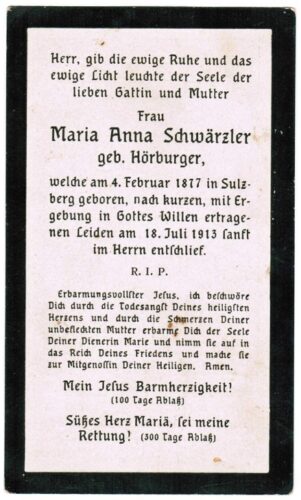 Herr, gib die ewige Ruhe und das
ewige Licht leuchte der Seele der
lieben Gattin und Mutter
Frau
Maria Anna Schwärzler
geb. Hörburger,
welche am 4. Februar 1877 in Sulz-
berg geboren, nach kurzen, mit Er-
gebung in Gottes Willen ertrage-
nen Leiden am 18. Juli 1913 sanft
im Herrn entschlief.
R. I. P.
Erbarmungsvollster Jesus, ich beschwöre
Dich durch die Todesangst Deines heiligsten
Herzens und durch die Schmerzen Deiner
unbefleckten Mutter erbarme Dich der Seele
Deiner Dienerin Marie und nimm sie auf in
das Reich Deines Friedens und mache sie
zur Mitgenossin Deiner Heiligen. Amen.
Mein Jesus Barmherzigkeit!
(100 Tage Ablaß)
Süßes Herz Mariä, sei meine
Rettung! (300 Tage Ablaß)